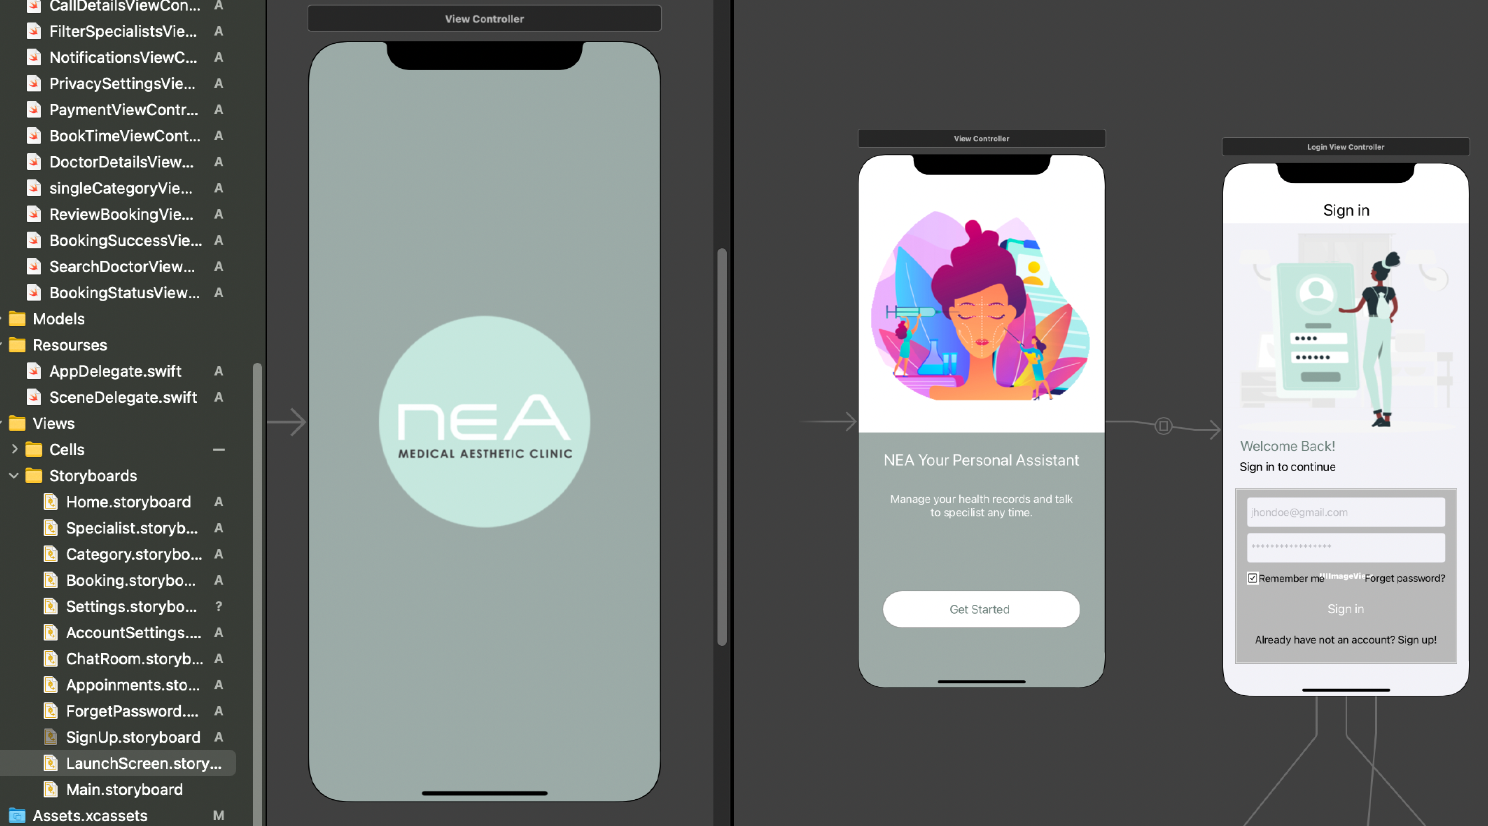 CallDetailsViewCon... A
FilterSpecialistsVie... A
NotificationsViewC... A
PrivacySettingsVie... A
PaymentViewContr... A
BookTimeViewCont... A
DoctorDetailsView... A
singleCategoryVie... A
ReviewBookingVie... A
BookingSuccessVie... A
SearchDoctorView... A
BookingStatusView... A
Models
Resourses
AppDelegate.swift A
SceneDelegate.swift A
Views
Cells
Storyboards
Home.storyboard A
Specialist.storyb... A
Category.storybo... A
Booking.storybo... A
Settings.storybo... ?
AccountSettings.... A
ChatRoom.storyb... A
Appoinments.sto... A
ForgetPassword.... A
SignUp.storyboard A
LaunchScreen.story...
Main.storyboard
Assets.xcassets M
View Controller
neA
MEDICAL AESTHETIC CLINIC
View Controller
NEA Your Personal Assistant
Manage your health records and talk
to specilist any time.
Get Started
Login View Controller
Sign in
Welcome Back!
Sign in to continue
jhondoe@gmail.com
*****************
Remember me UIImageVie Forget password?
Sign in
Already have not an account? Sign up!